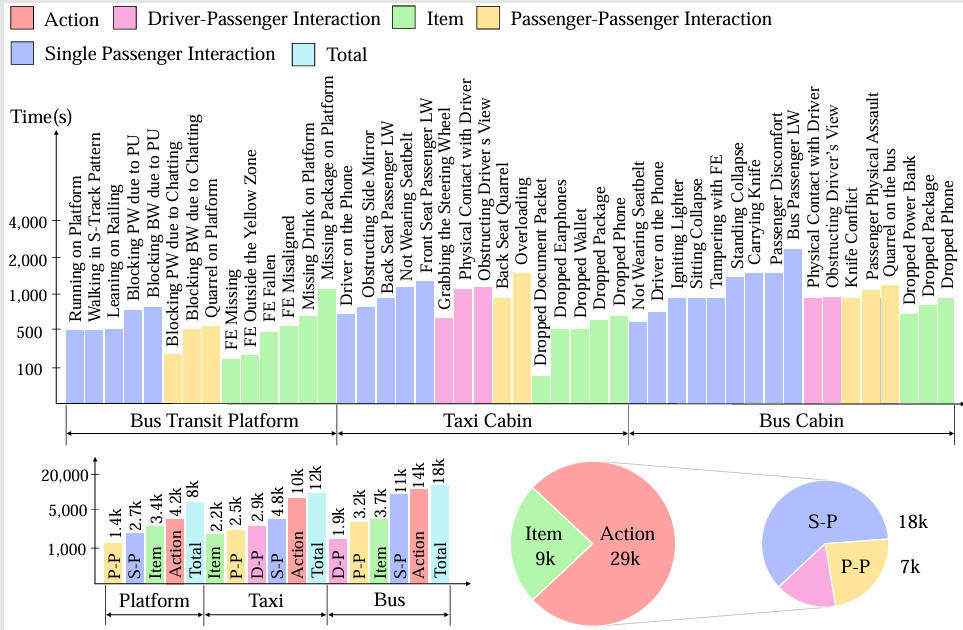 Action
Driver-Passenger Interaction
Item
Passenger-Passenger Interaction
Single Passenger Interaction
Total
Time(s)
4,000
2,000
1,000
500
100
Running on Platform
Walking in S-Track Pattern
Leaning on Railing
Blocking PW due to PU
Blocking BW due to PU
Blocking PW due to Chatting
Blocking BW due to Chatting
Quarrel on Platform
FE Missing
FE Outside the Yellow Zone
FE Fallen
FE Misaligned
Missing Drink on Platform
Missing Package on Platform
Driver on the Phone
Obstructing Side Mirror
Back Seat Passenger LW
Not Wearing Seatbelt
Front Seat Passenger LW
Grabbing the Steering Wheel
Physical Contact with Driver
Obstructing Driver s View
Back Seat Quarrel
Overloading
Dropped Document Packet
Dropped Earphones
Dropped Wallet
Dropped Package
Dropped Phone
Not Wearing Seatbelt
Driver on the Phone
Igniting Lighter
Sitting Collapse
Tampering with FE
Standing Collapse
Carrying Knife
Passenger Discomfort
Bus Passenger LW
Physical Contact with Driver
Obstructing Driver's View
Knife Conflict
Passenger Physical Assault
Quarrel on the bus
Dropped Power Bank
Dropped Package
Dropped Phone
Bus Transit Platform
Taxi Cabin
Bus Cabin
20,000
5,000
1,000
1.4k
2.7k
3.4k
4.2k
8k
2.2k
2.5k
2.9k
4.8k
10k
12k
1.9k
3.2k
3.7k
11k
14k
18k
P-P
S-P
Item
Action
Total
Item
P-P
D-P
S-P
Action
Total
D-P
P-P
Item
S-P
Action
Total
Platform
Taxi
Bus
Item
9k
Action
29k
S-P
18k
P-P
7k